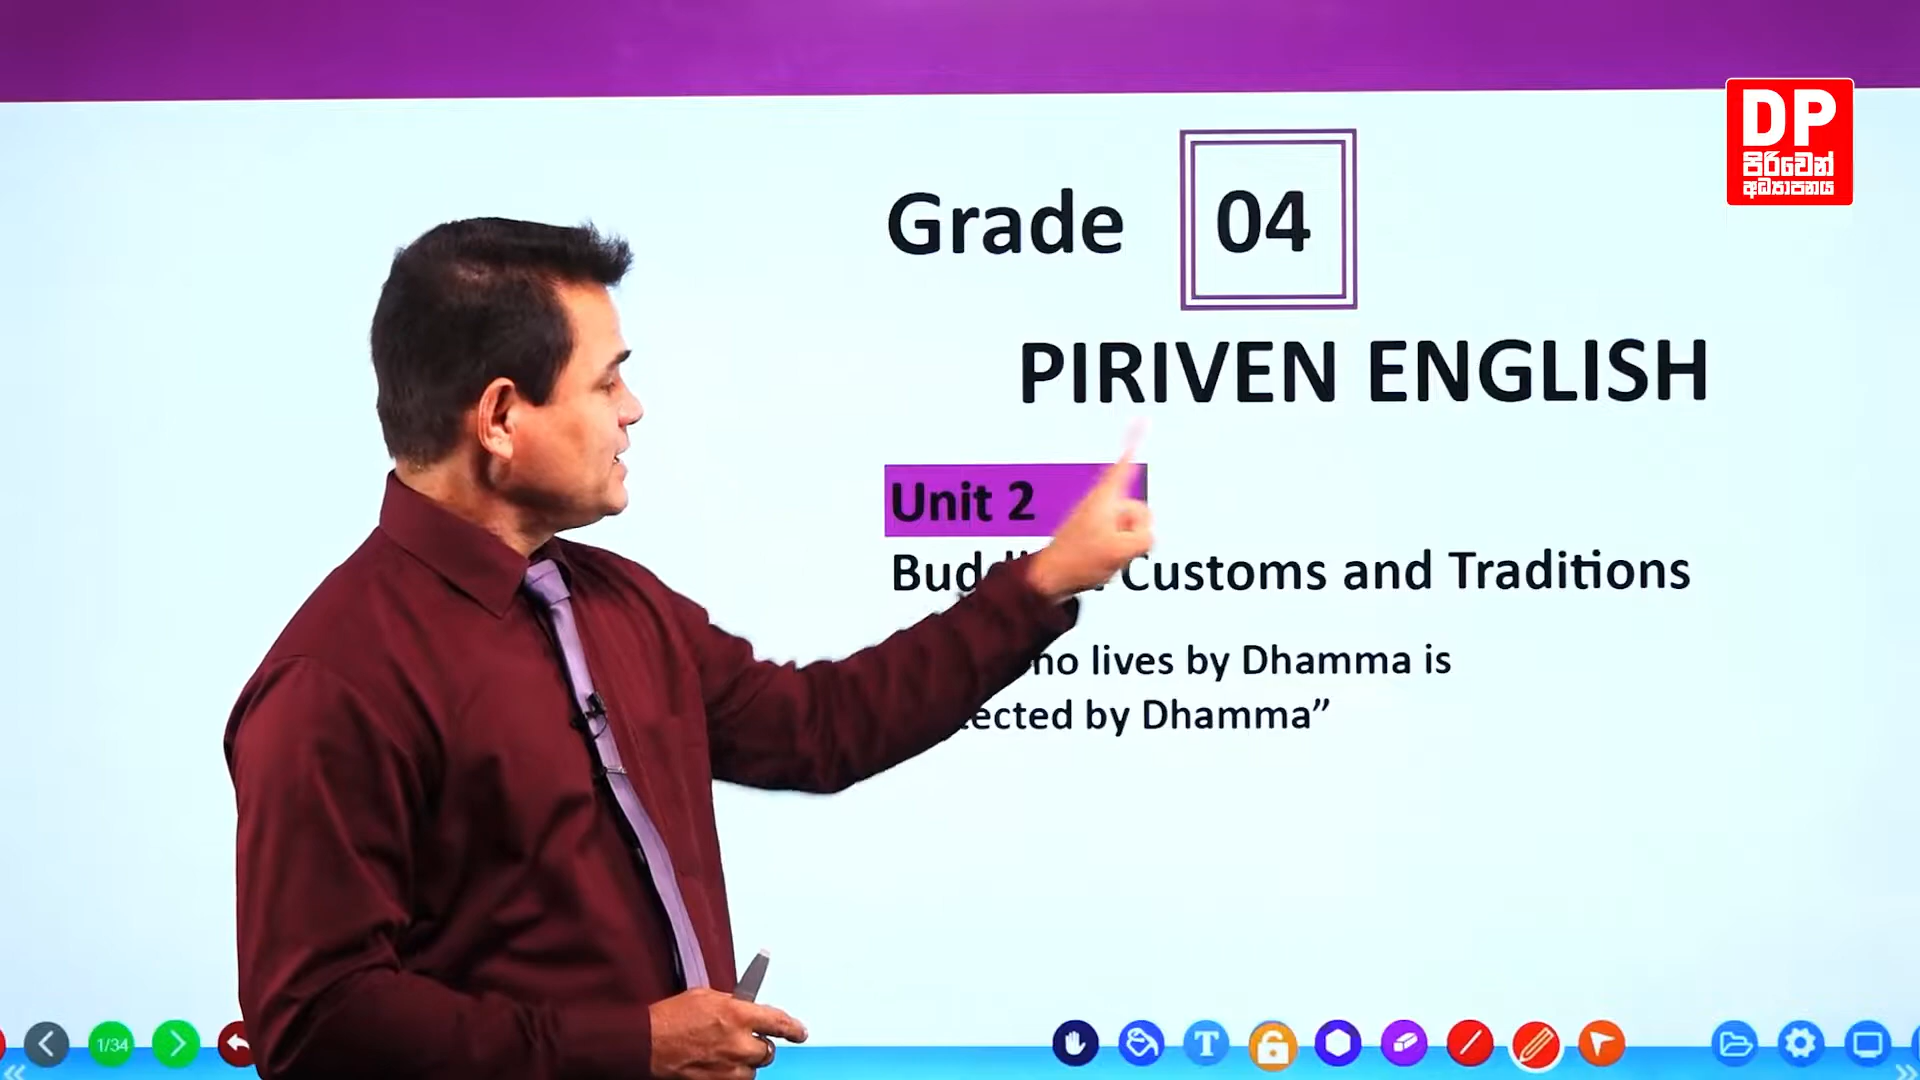 DP
පිරිවෙන්
අධ්‍යාපනය
Grade 04
PIRIVEN ENGLISH
Unit 2
Customs and Traditions
lives by Dhamma is
by Dhamma”
1/34
T